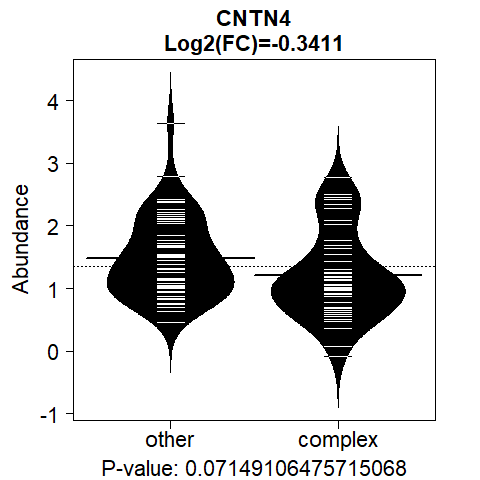 CNTN4
Log2(FC)=-0.3411
Abundance
4
3
2
1
0
-1
other
complex
P-value: 0.07149106475715068